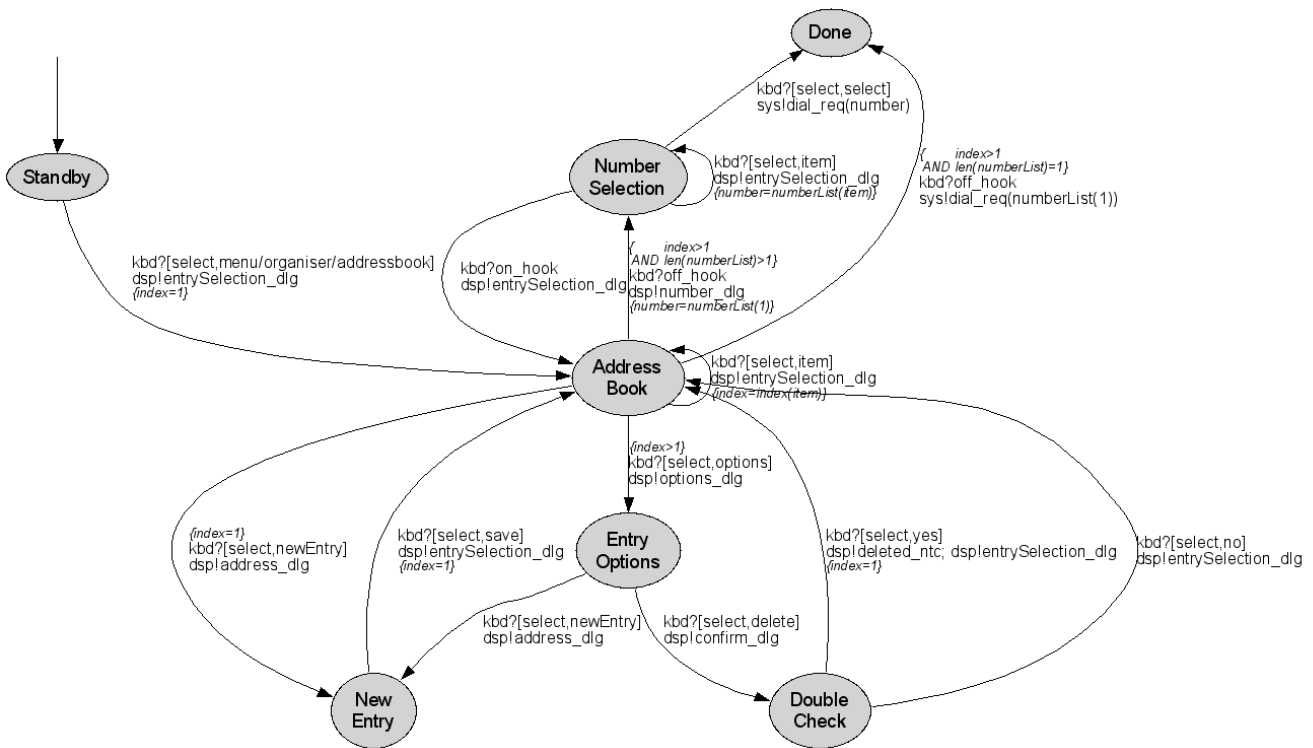 Done
kbd?[select,select]
sys!dial_req(number)
Number
Selection
kbd?[select,item]
dsp!entrySelection_dlg
{number=numberList(item)}
{ index>1
AND len(numberList)=1}
kbd?off_hook
sys!dial_req(numberList(1))
Standby
kbd?[select,menu/organiser/addressbook]
dsp!entrySelection_dlg
{index=1}
kbd?on_hook
dsp!entrySelection_dlg
{ index>1
AND len(numberList)>1}
kbd?off_hook
dsp!number_dlg
{number=numberList(1)}
Address
Book
kbd?[select,item]
dsp!entrySelection_dlg
{index=index(item)}
{index>1}
kbd?[select,options]
dsp!options_dlg
{index=1}
kbd?[select,newEntry]
dsp!address_dlg
kbd?[select,save]
dsp!entrySelection_dlg
{index=1}
Entry
Options
kbd?[select,yes]
dsp!deleted_ntc; dsp!entrySelection_dlg
{index=1}
kbd?[select,no]
dsp!entrySelection_dlg
kbd?[select,newEntry]
dsp!address_dlg
kbd?[select,delete]
dsp!confirm_dlg
New
Entry
Double
Check